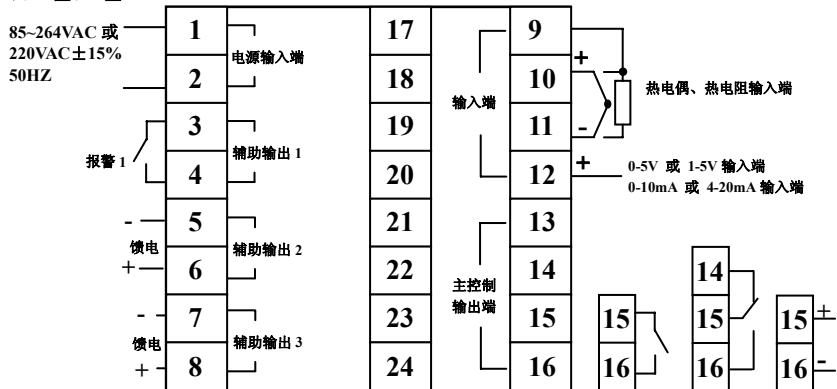 85~264VAC 或
220VAC±15%
50HZ
1
2
3
4
5
6
7
8
电源输入端
报警 1
辅助输出 1
-
馈电
+
辅助输出 2
-
馈电
+
辅助输出 3
17
18
19
20
21
22
23
24
9
10
11
12
13
14
15
16
输入端
主控制
输出端
+
-
热电偶、热电阻输入端
+
0-5V 或 1-5V 输入端
0-10mA 或 4-20mA 输入端
15
16
14
15
16
15
16
+
-